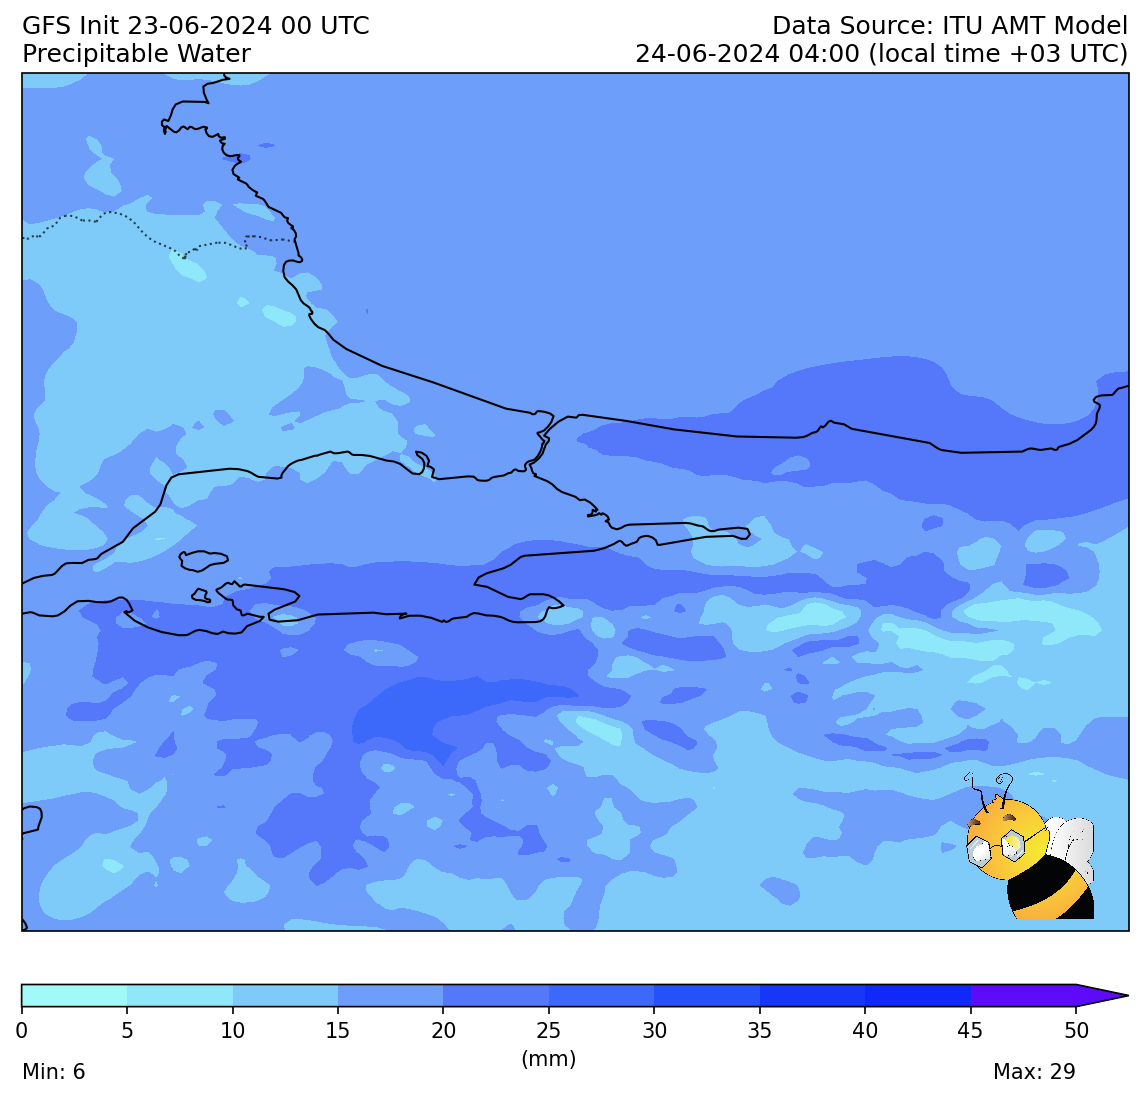 GFS Init 23-06-2024 00 UTC
Data Source: ITU AMT Model
Precipitable Water
24-06-2024 04:00 (local time +03 UTC)
0 5 10 15 20 25 30 35 40 45 50
(mm)
Min: 6
Max: 29